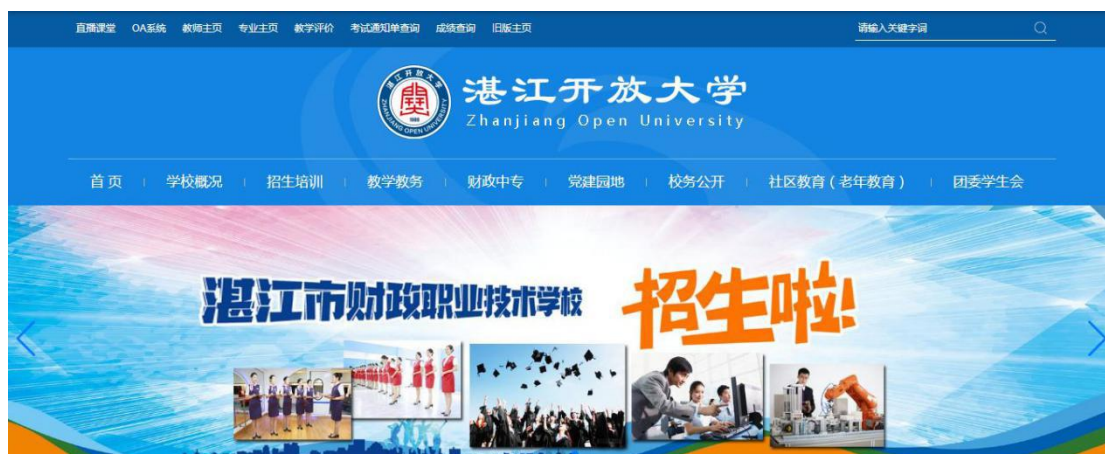 直播课堂 OA系统 教师主页 专业主页 教学评价 考试通知单查询 成绩查询 旧版主页 请输入关键字词
湛江开放大学
Zhanjiang Open University
ZHANJIANG OPEN UNIVERSITY
首页 学校概况 招生培训 教学教务 财政中专 党建园地 校务公开 社区教育（老年教育） 团委学生会
湛江市财政职业技术学校 招生啦!